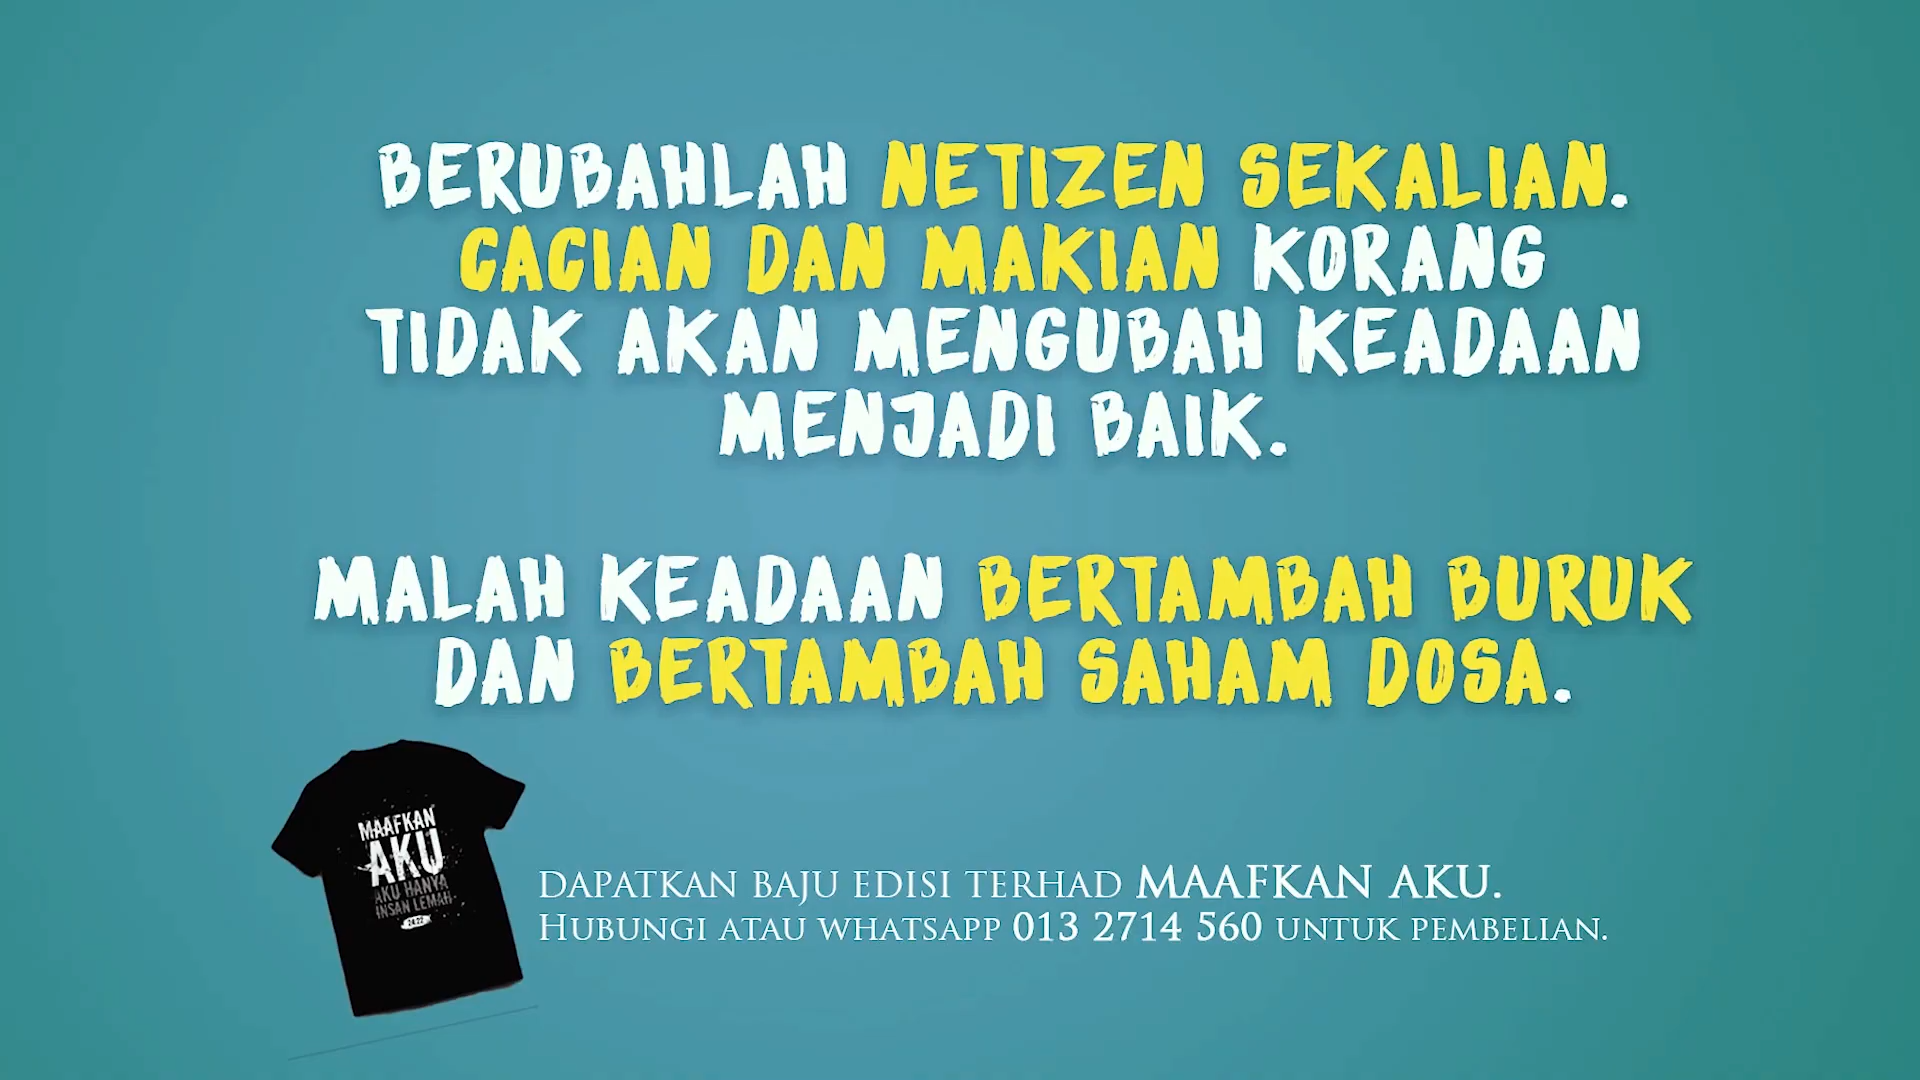 BERUBAHLAH NETIZEN SEKALIAN.
CACIAN DAN MAKIAN KORANG
TIDAK AKAN MENGUBAH KEADAAN
MENJADI BAIK.
MALAH KEADAAN BERTAMBAH BURUK
DAN BERTAMBAH SAHAM DOSA.
MAAFKAN
AKU
AKU HANYA
INSAN LEMAH
24:22
DAPATKAN BAJU EDISI TERHAD MAAFKAN AKU.
HUBUNGI ATAU WHATSAPP 013 2714 560 UNTUK PEMBELIAN.